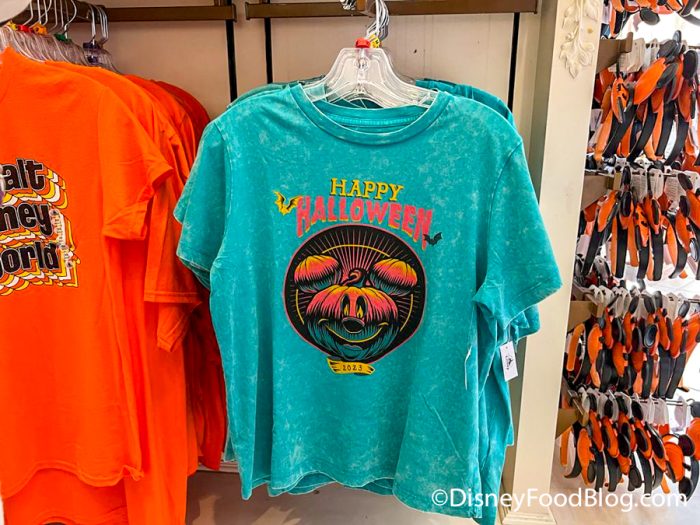 alt
ney
orld
HAPPY
HALLOWEEN
2023
©DisneyFoodBlog.com